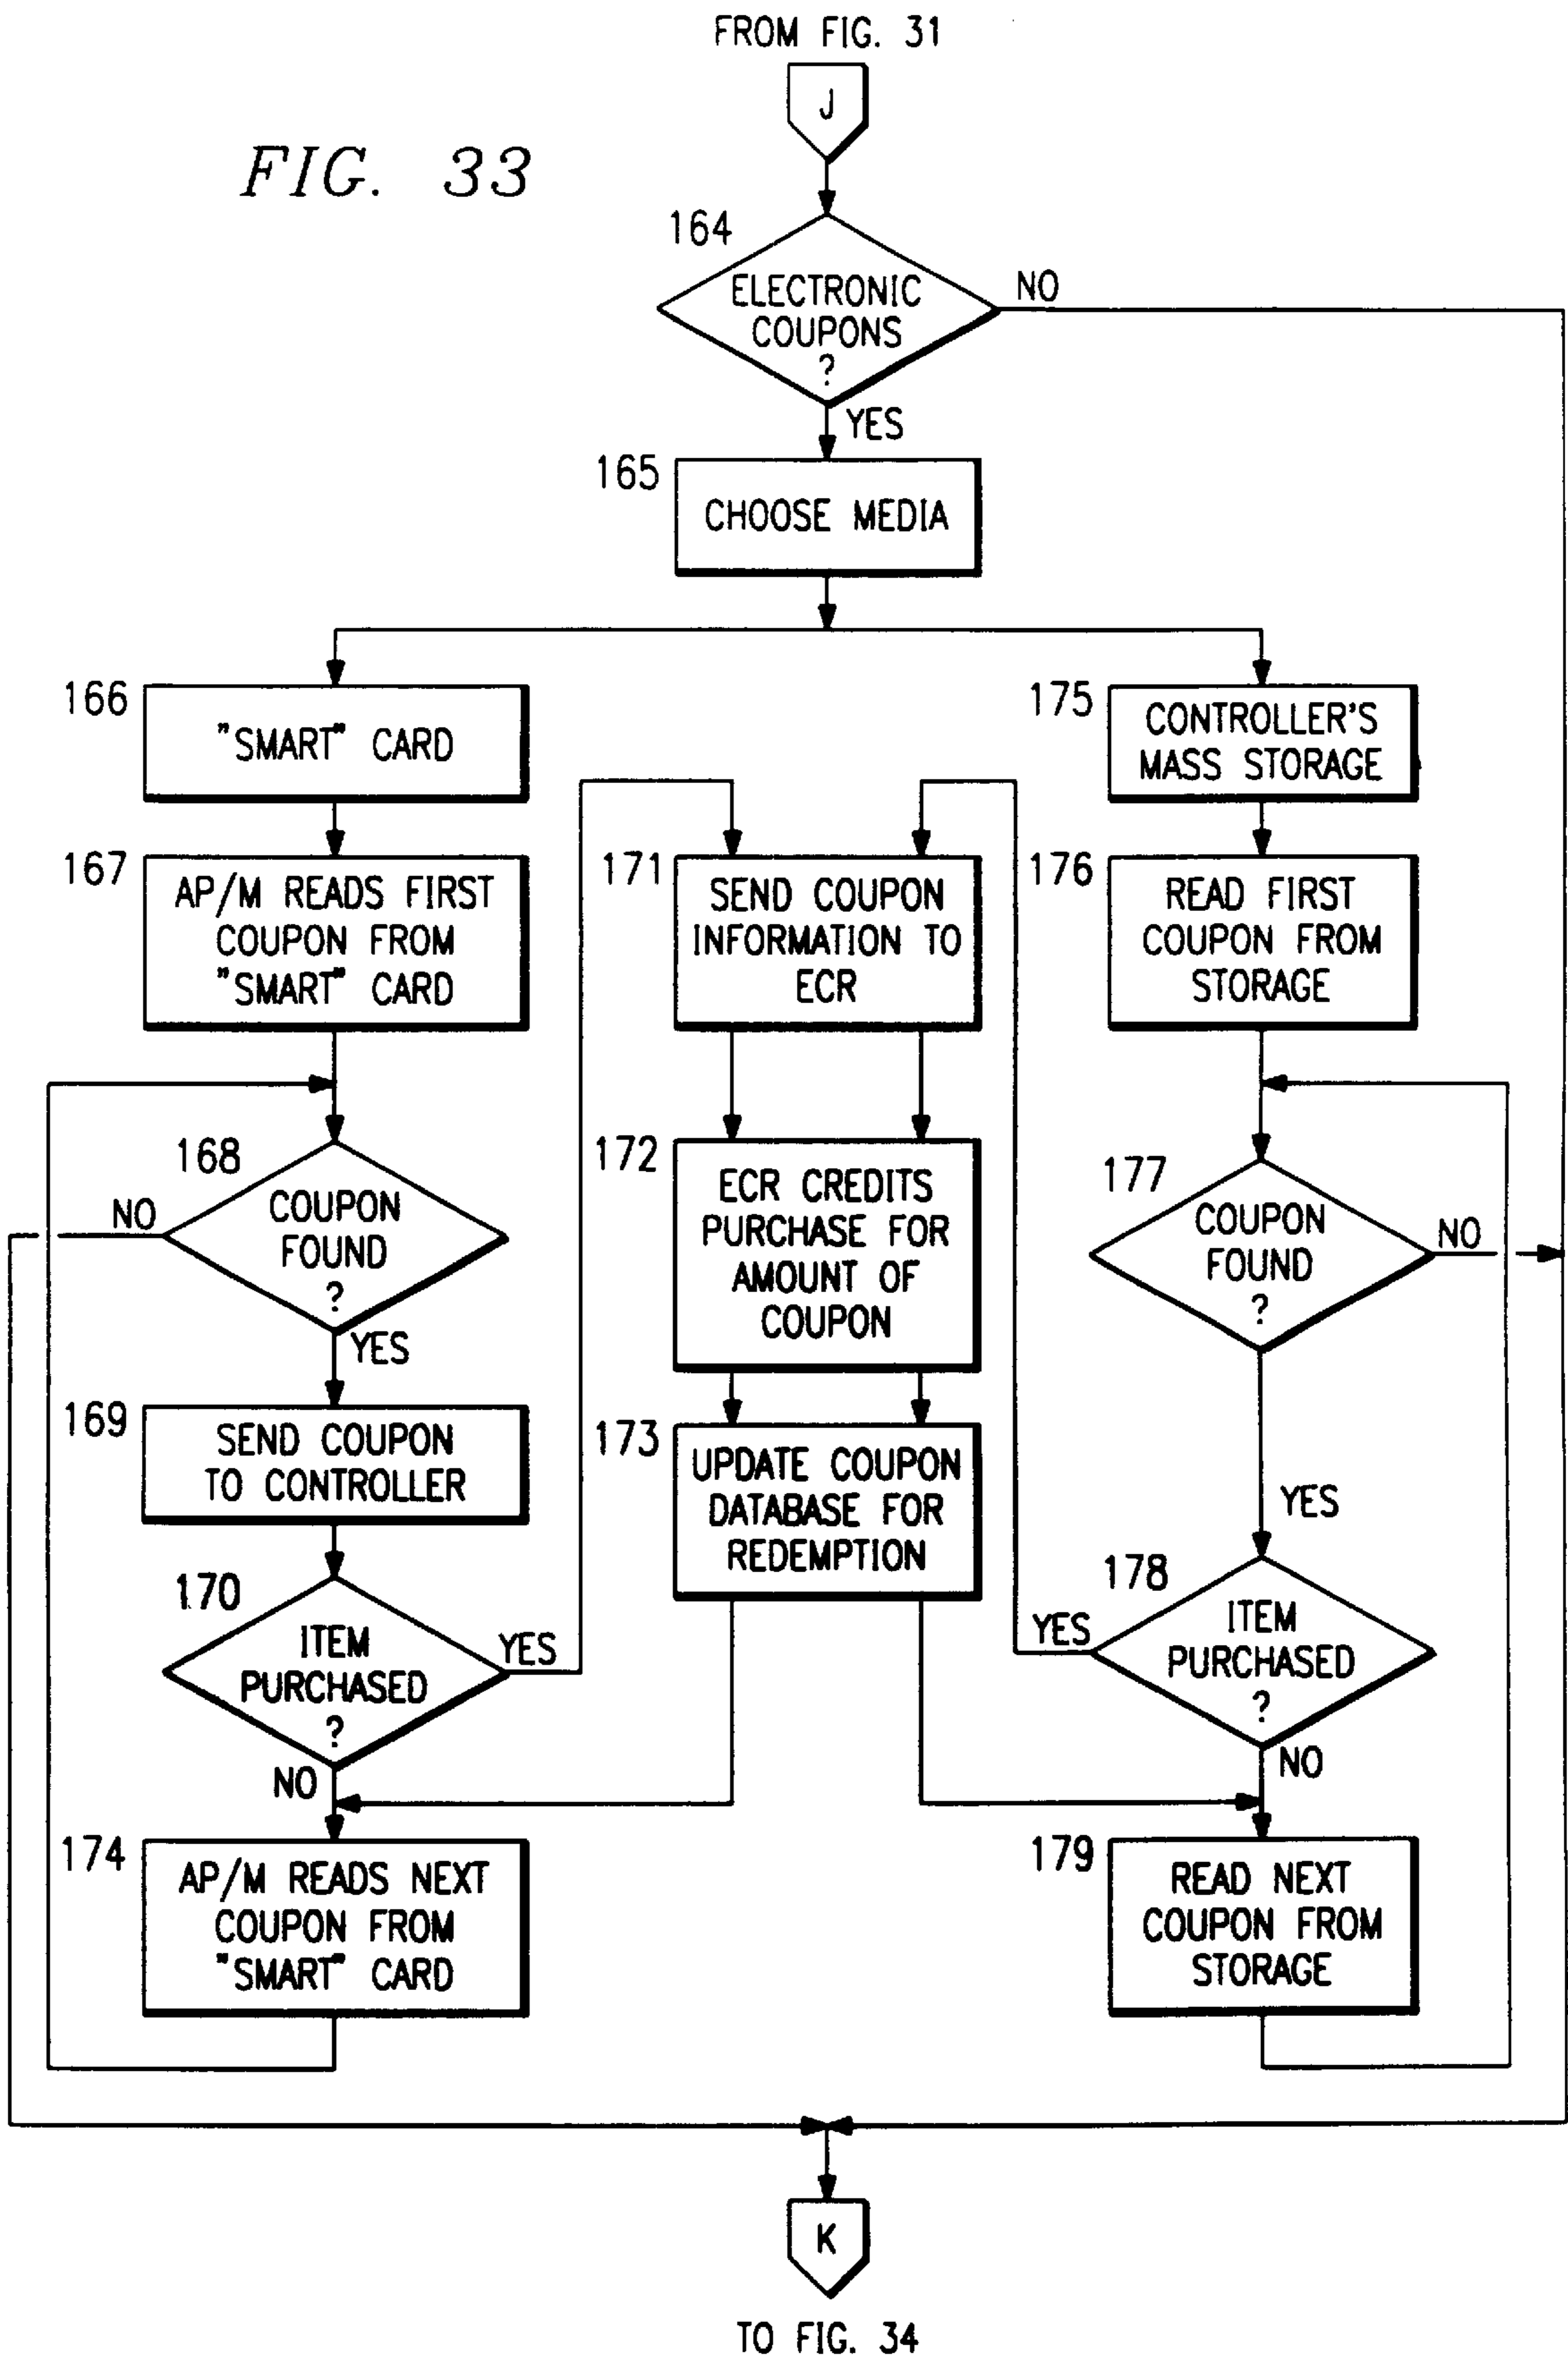 FROM FIG. 31
J
FIG. 33
164
ELECTRONIC
COUPONS
?
NO
YES
165
CHOOSE MEDIA
166
"SMART" CARD
175
CONTROLLER'S
MASS STORAGE
167
AP/M READS FIRST
COUPON FROM
"SMART" CARD
171
SEND COUPON
INFORMATION TO
ECR
176
READ FIRST
COUPON FROM
STORAGE
168
COUPON
FOUND
?
NO
YES
172
ECR CREDITS
PURCHASE FOR
AMOUNT OF
COUPON
177
COUPON
FOUND
?
NO
YES
169
SEND COUPON
TO CONTROLLER
173
UPDATE COUPON
DATABASE FOR
REDEMPTION
170
ITEM
PURCHASED
?
YES
NO
178
ITEM
PURCHASED
?
YES
NO
174
AP/M READS NEXT
COUPON FROM
"SMART" CARD
179
READ NEXT
COUPON FROM
STORAGE
K
TO FIG. 34